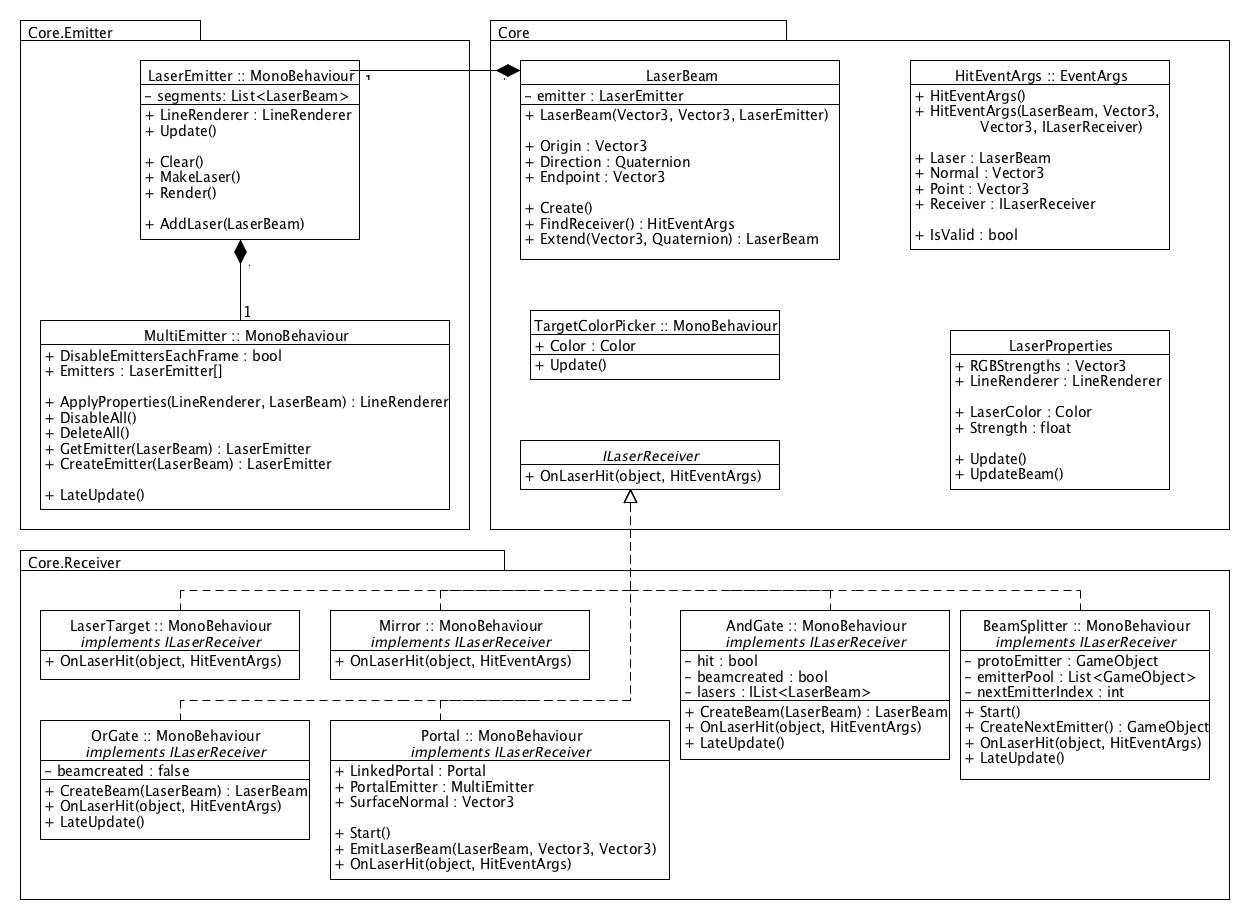 Core.Emitter
LaserEmitter :: MonoBehaviour
– segments: List<LaserBeam>
+ LineRenderer : LineRenderer
+ Update()
+ Clear()
+ MakeLaser()
+ Render()
+ AddLaser(LaserBeam)
1
1
MultiEmitter :: MonoBehaviour
+ DisableEmittersEachFrame : bool
+ Emitters : LaserEmitter[]
+ ApplyProperties(LineRenderer, LaserBeam) : LineRenderer
+ DisableAll()
+ DeleteAll()
+ GetEmitter(LaserBeam) : LaserEmitter
+ CreateEmitter(LaserBeam) : LaserEmitter
+ LateUpdate()
Core
LaserBeam
– emitter : LaserEmitter
+ LaserBeam(Vector3, Vector3, LaserEmitter)
+ Origin : Vector3
+ Direction : Quaternion
+ Endpoint : Vector3
+ Create()
+ FindReceiver() : HitEventArgs
+ Extend(Vector3, Quaternion) : LaserBeam
HitEventArgs :: EventArgs
+ HitEventArgs()
+ HitEventArgs(LaserBeam, Vector3,
Vector3, ILaserReceiver)
+ Laser : LaserBeam
+ Normal : Vector3
+ Point : Vector3
+ Receiver : ILaserReceiver
+ IsValid : bool
TargetColorPicker :: MonoBehaviour
+ Color : Color
+ Update()
LaserProperties
+ RGBStrengths : Vector3
+ LineRenderer : LineRenderer
+ LaserColor : Color
+ Strength : float
+ Update()
+ UpdateBeam()
ILaserReceiver
+ OnLaserHit(object, HitEventArgs)
Core.Receiver
LaserTarget :: MonoBehaviour
implements ILaserReceiver
+ OnLaserHit(object, HitEventArgs)
Mirror :: MonoBehaviour
implements ILaserReceiver
+ OnLaserHit(object, HitEventArgs)
AndGate :: MonoBehaviour
implements ILaserReceiver
– hit : bool
– beamcreated : bool
– lasers : IList<LaserBeam>
+ CreateBeam(LaserBeam) : LaserBeam
+ OnLaserHit(object, HitEventArgs)
+ LateUpdate()
BeamSplitter :: MonoBehaviour
implements ILaserReceiver
– protoEmitter : GameObject
– emitterPool : List<GameObject>
– nextEmitterIndex : int
+ Start()
+ CreateNextEmitter() : GameObject
+ OnLaserHit(object, HitEventArgs)
+ LateUpdate()
OrGate :: MonoBehaviour
implements ILaserReceiver
– beamcreated : false
+ CreateBeam(LaserBeam) : LaserBeam
+ OnLaserHit(object, HitEventArgs)
+ LateUpdate()
Portal :: MonoBehaviour
implements ILaserReceiver
+ LinkedPortal : Portal
+ PortalEmitter : MultiEmitter
+ SurfaceNormal : Vector3
+ Start()
+ EmitLaserBeam(LaserBeam, Vector3, Vector3)
+ OnLaserHit(object, HitEventArgs)